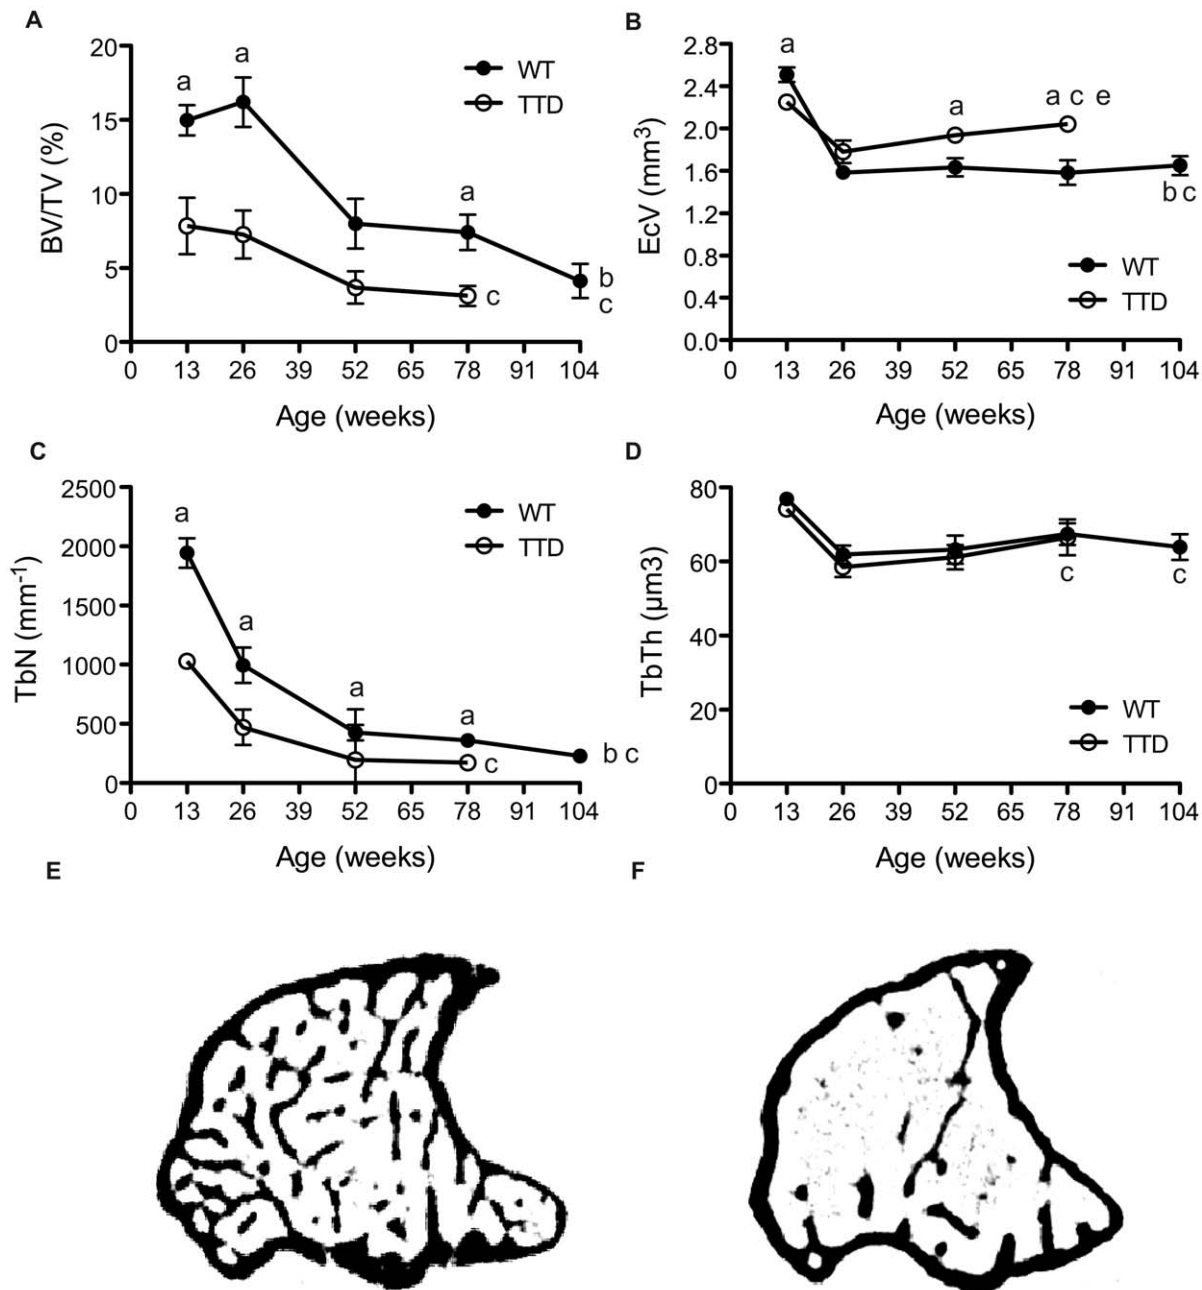 A
BV/TV (%)
20
15
10
5
0
a
a
a
c
b
c
WT
TTD
0 13 26 39 52 65 78 91 104
Age (weeks)
B
EcV (mm³)
2.8
2.4
2.0
1.6
1.2
0.8
0.4
0.0
a
a
a c e
b c
WT
TTD
0 13 26 39 52 65 78 91 104
Age (weeks)
C
TbN (mm⁻¹)
2500
2000
1500
1000
500
0
a
a
a
a
c
b c
WT
TTD
0 13 26 39 52 65 78 91 104
Age (weeks)
D
TbTh (µm3)
80
60
40
20
0
c
c
WT
TTD
0 13 26 39 52 65 78 91 104
Age (weeks)
E
F